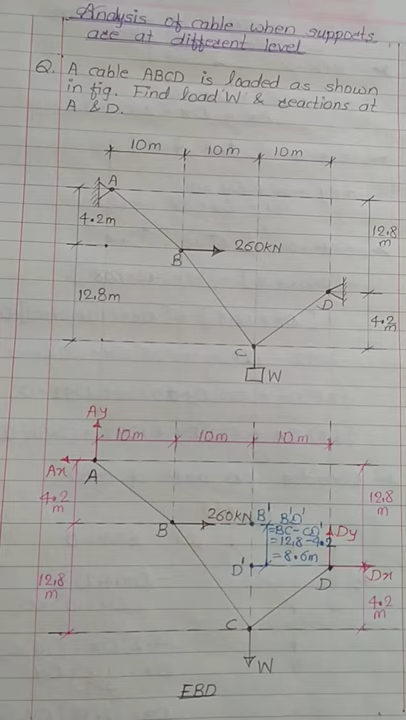 Analysis of cable when supports
are at different level
Q. A cable ABCD is loaded as shown
in fig. Find load W & reactions at
A & D.
10m 10m 10m
A
4.2m
12.8
m
B
260KN
12.8m
D
4.2
m
C
W
Ay
10m 10m 10m
Ax
A
4.2
m
12.8
m
260KN B' B'D'
=BC-CD'
=12.8-4.2
=8.6m
B
Dy
D'
Dx
12.8
m
D
4.2
m
C
W
FBD